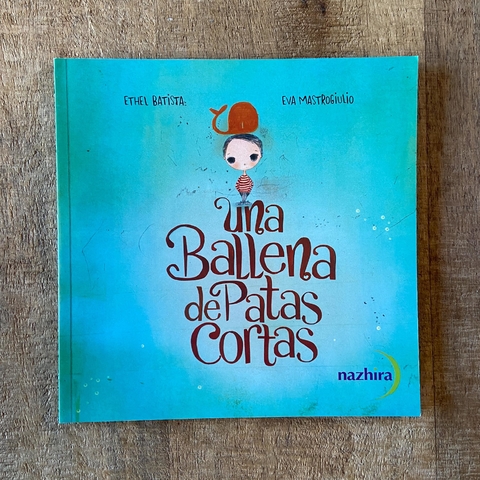 ETHEL BATISTA
EVA MASTROGIULIO
una
Ballena
de Patas
Cortas
nazhira